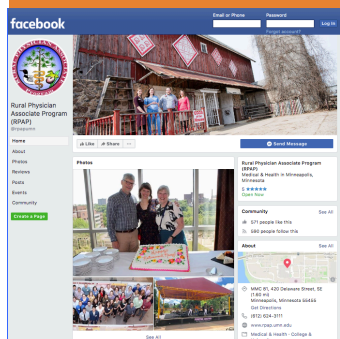 facebook
Email or Phone
Password
Log In
Forgot account?
Rural Physician
Associate Program
(RPAP)
@rpapumn
Home
About
Photos
Reviews
Posts
Events
Community
Create a Page
Like
Share
Send Message
Photos
See All
Rural Physician Associate Program
(RPAP)
Medical & Health in Minneapolis,
Minnesota
5 ★★★★★
Open Now
Community
See All
571 people like this
590 people follow this
About
See All
MMC 81, 420 Delaware Street, SE
(1.60 mi)
Minneapolis, Minnesota 55455
Get Directions
(612) 624-3111
www.rpap.umn.edu
Medical & Health · College &